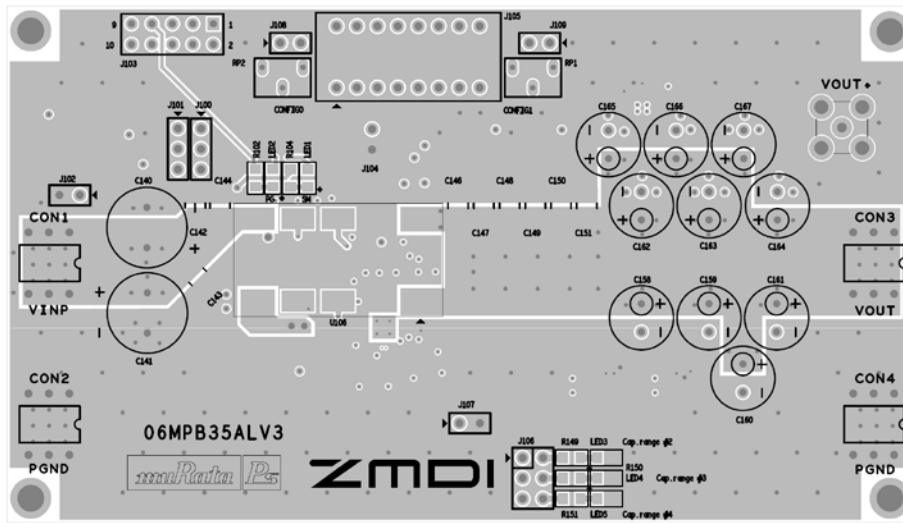 J108
J105
J109
9
1
10
2
J103
RP2
RP1
CONFIG0
CONFIG1
VOUT+
C165
C166
C167
J101
J100
R102
LED2
R104
LED1
J104
J102
C140
C144
PG
SM
C146
C148
C150
CON1
C142
C147
C149
C151
C162
C163
C164
CON3
C143
C158
C159
C161
VINP
U106
VOUT
C141
CON2
C160
CON4
J107
06MPB35ALV3
J106
R149
LED3
Cap.range #2
R150
LED4
Cap.range #3
R151
LED5
Cap.range #4
PGND
muRata Ps
ZMDI
PGND